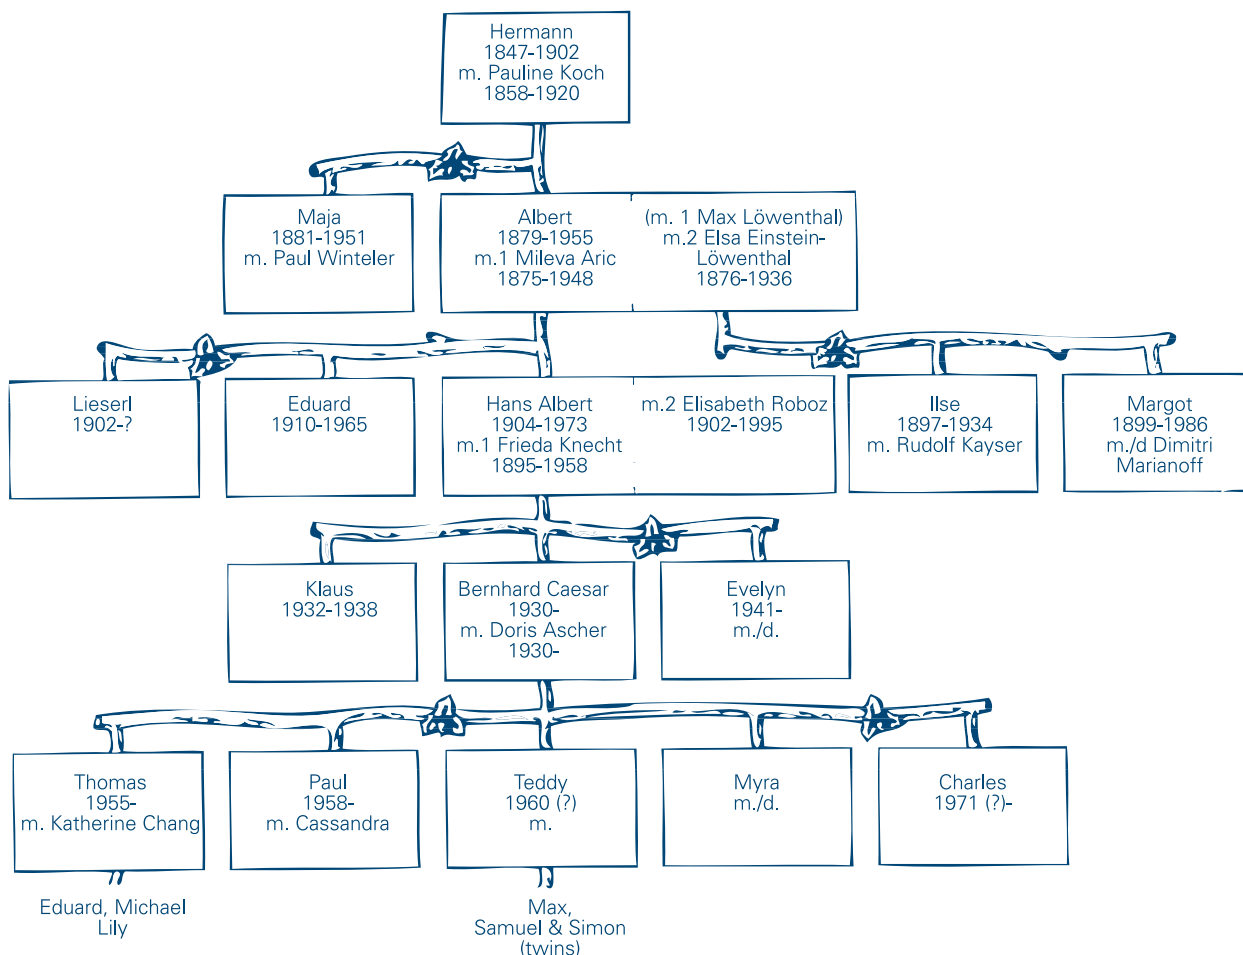 Hermann
1847-1902
m. Pauline Koch
1858-1920
Maja
1881-1951
m. Paul Winteler
Albert
1879-1955
m.1 Mileva Aric
1875-1948
(m. 1 Max Löwenthal)
m.2 Elsa Einstein-
Löwenthal
1876-1936
Lieserl
1902-?
Eduard
1910-1965
Hans Albert
1904-1973
m.1 Frieda Knecht
1895-1958
m.2 Elisabeth Roboz
1902-1995
Ilse
1897-1934
m. Rudolf Kayser
Margot
1899-1986
m./d Dimitri
Marianoff
Klaus
1932-1938
Bernhard Caesar
1930-
m. Doris Ascher
1930-
Evelyn
1941-
m./d.
Thomas
1955-
m. Katherine Chang
Paul
1958-
m. Cassandra
Teddy
1960 (?)
m.
Myra
m./d.
Charles
1971 (?)-
Eduard, Michael
Lily
Max,
Samuel & Simon
(twins)